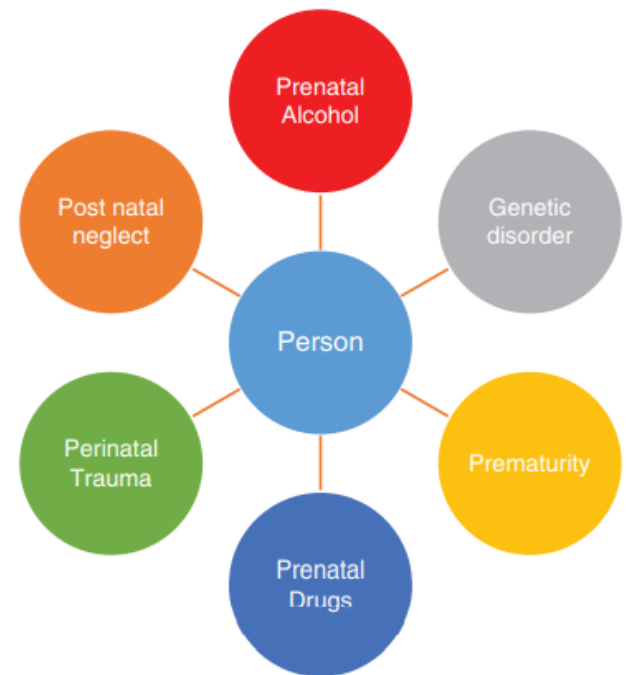 Prenatal
Alcohol
Post natal
neglect
Genetic
disorder
Person
Perinatal
Trauma
Prematurity
Prenatal
Drugs